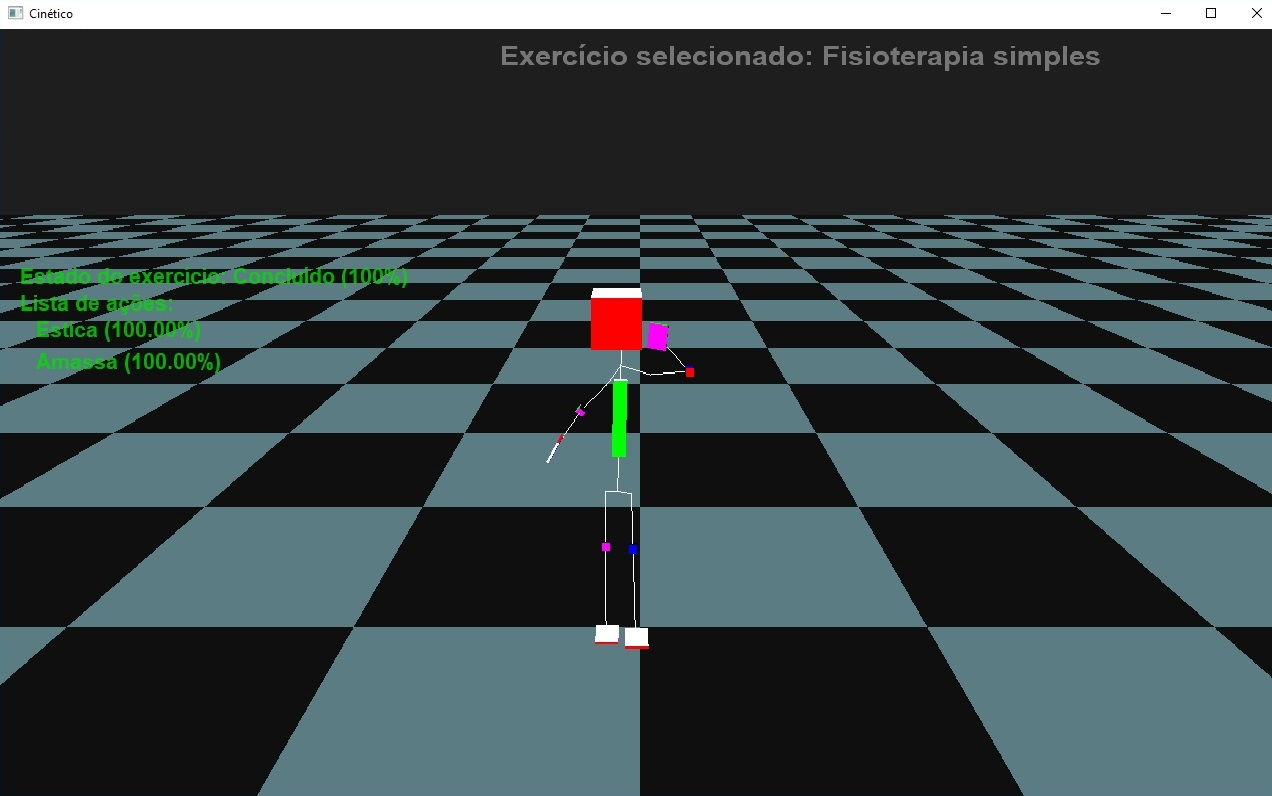 Cinético
Exercício selecionado: Fisioterapia simples
Estado do exercício: Concluído (100%)
Lista de ações:
Estica (100.00%)
Amassa (100.00%)